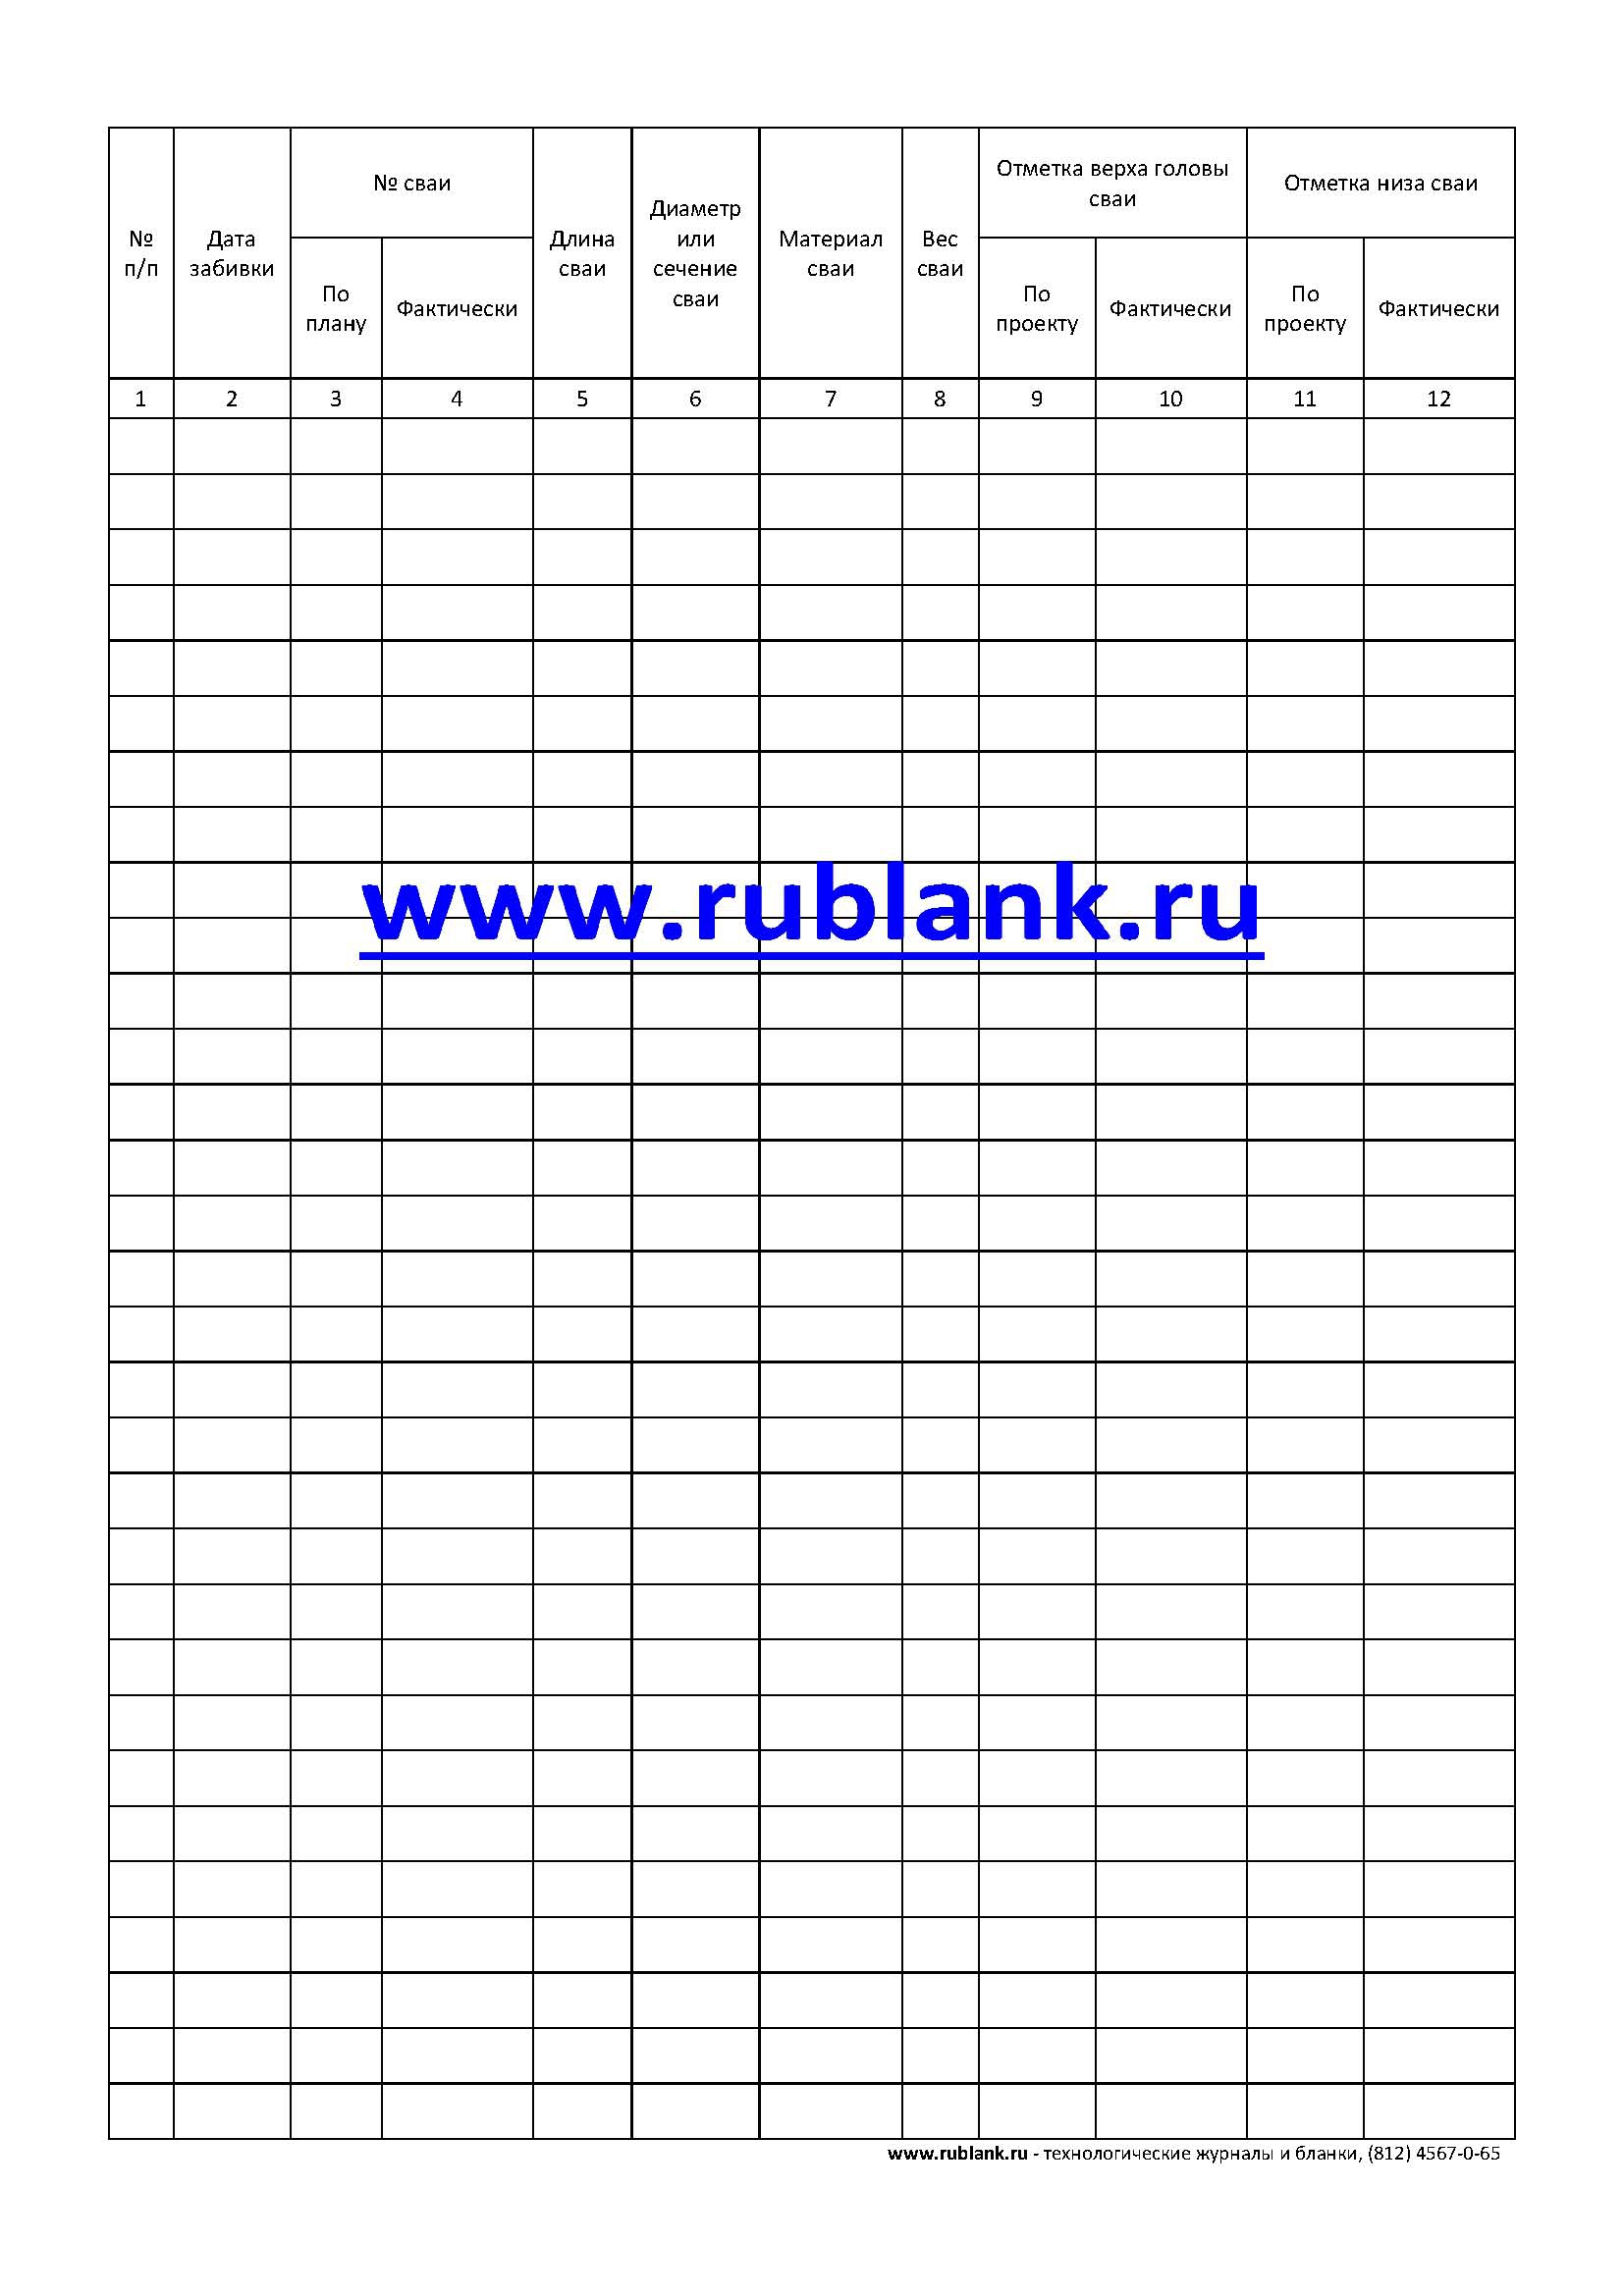 № п/п
Дата забивки
№ сваи
По плану
Фактически
Длина сваи
Диаметр или сечение сваи
Материал сваи
Вес сваи
Отметка верха головы сваи
По проекту
Фактически
Отметка низа сваи
По проекту
Фактически
1 2 3 4 5 6 7 8 9 10 11 12
www.rublank.ru
www.rublank.ru - технологические журналы и бланки, (812) 4567-0-65